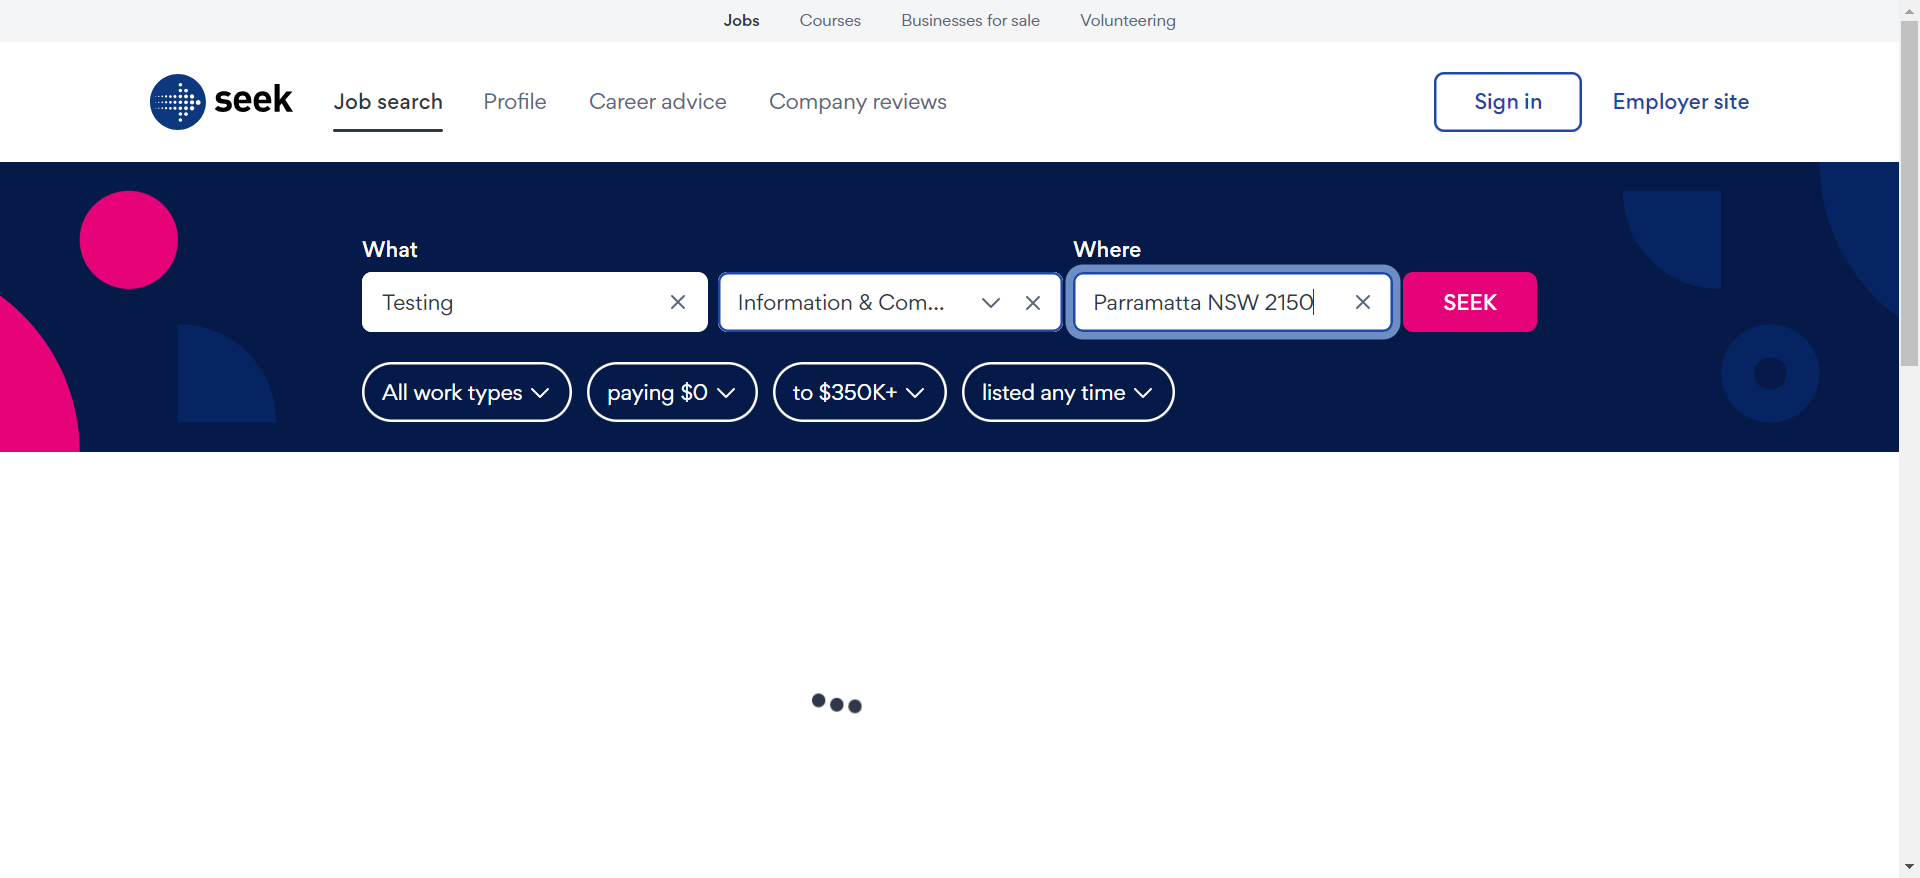 Jobs Courses Businesses for sale Volunteering
seek Job search Profile Career advice Company reviews Sign in Employer site
What Where
Testing Information & Com... Parramatta NSW 2150 SEEK
All work types paying $0 to $350K+ listed any time